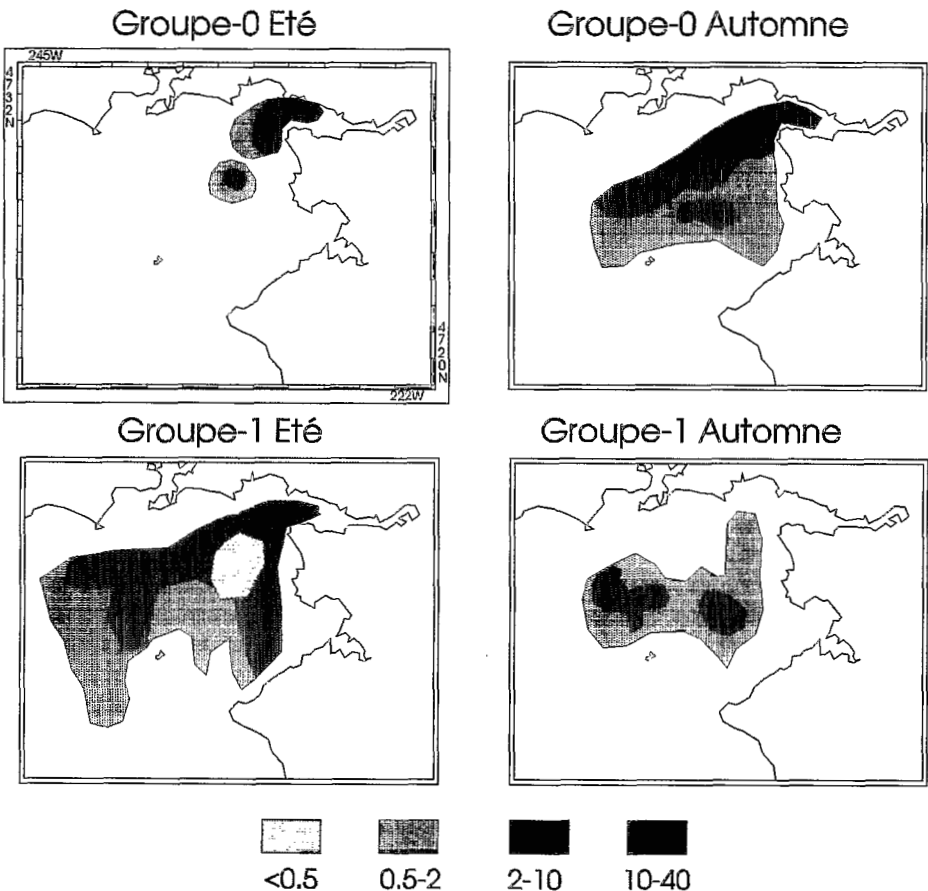 Groupe-0 Eté
Groupe-0 Automne
245W
4732N
4720N
222W
Groupe-1 Eté
Groupe-1 Automne
<0.5
0.5-2
2-10
10-40